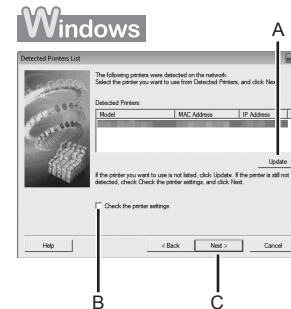 Windows
A
Detected Printers List
The following printers were detected on the network.
Select the printer you want to use from Detected Printers, and click Nex
Detected Printers:
Model MAC Address IP Address
Update
If the printer you want to use is not listed, click Update. If the printer is still not
detected, check Check the printer settings, and click Next.
Check the printer settings
Help < Back Next > Cancel
B C